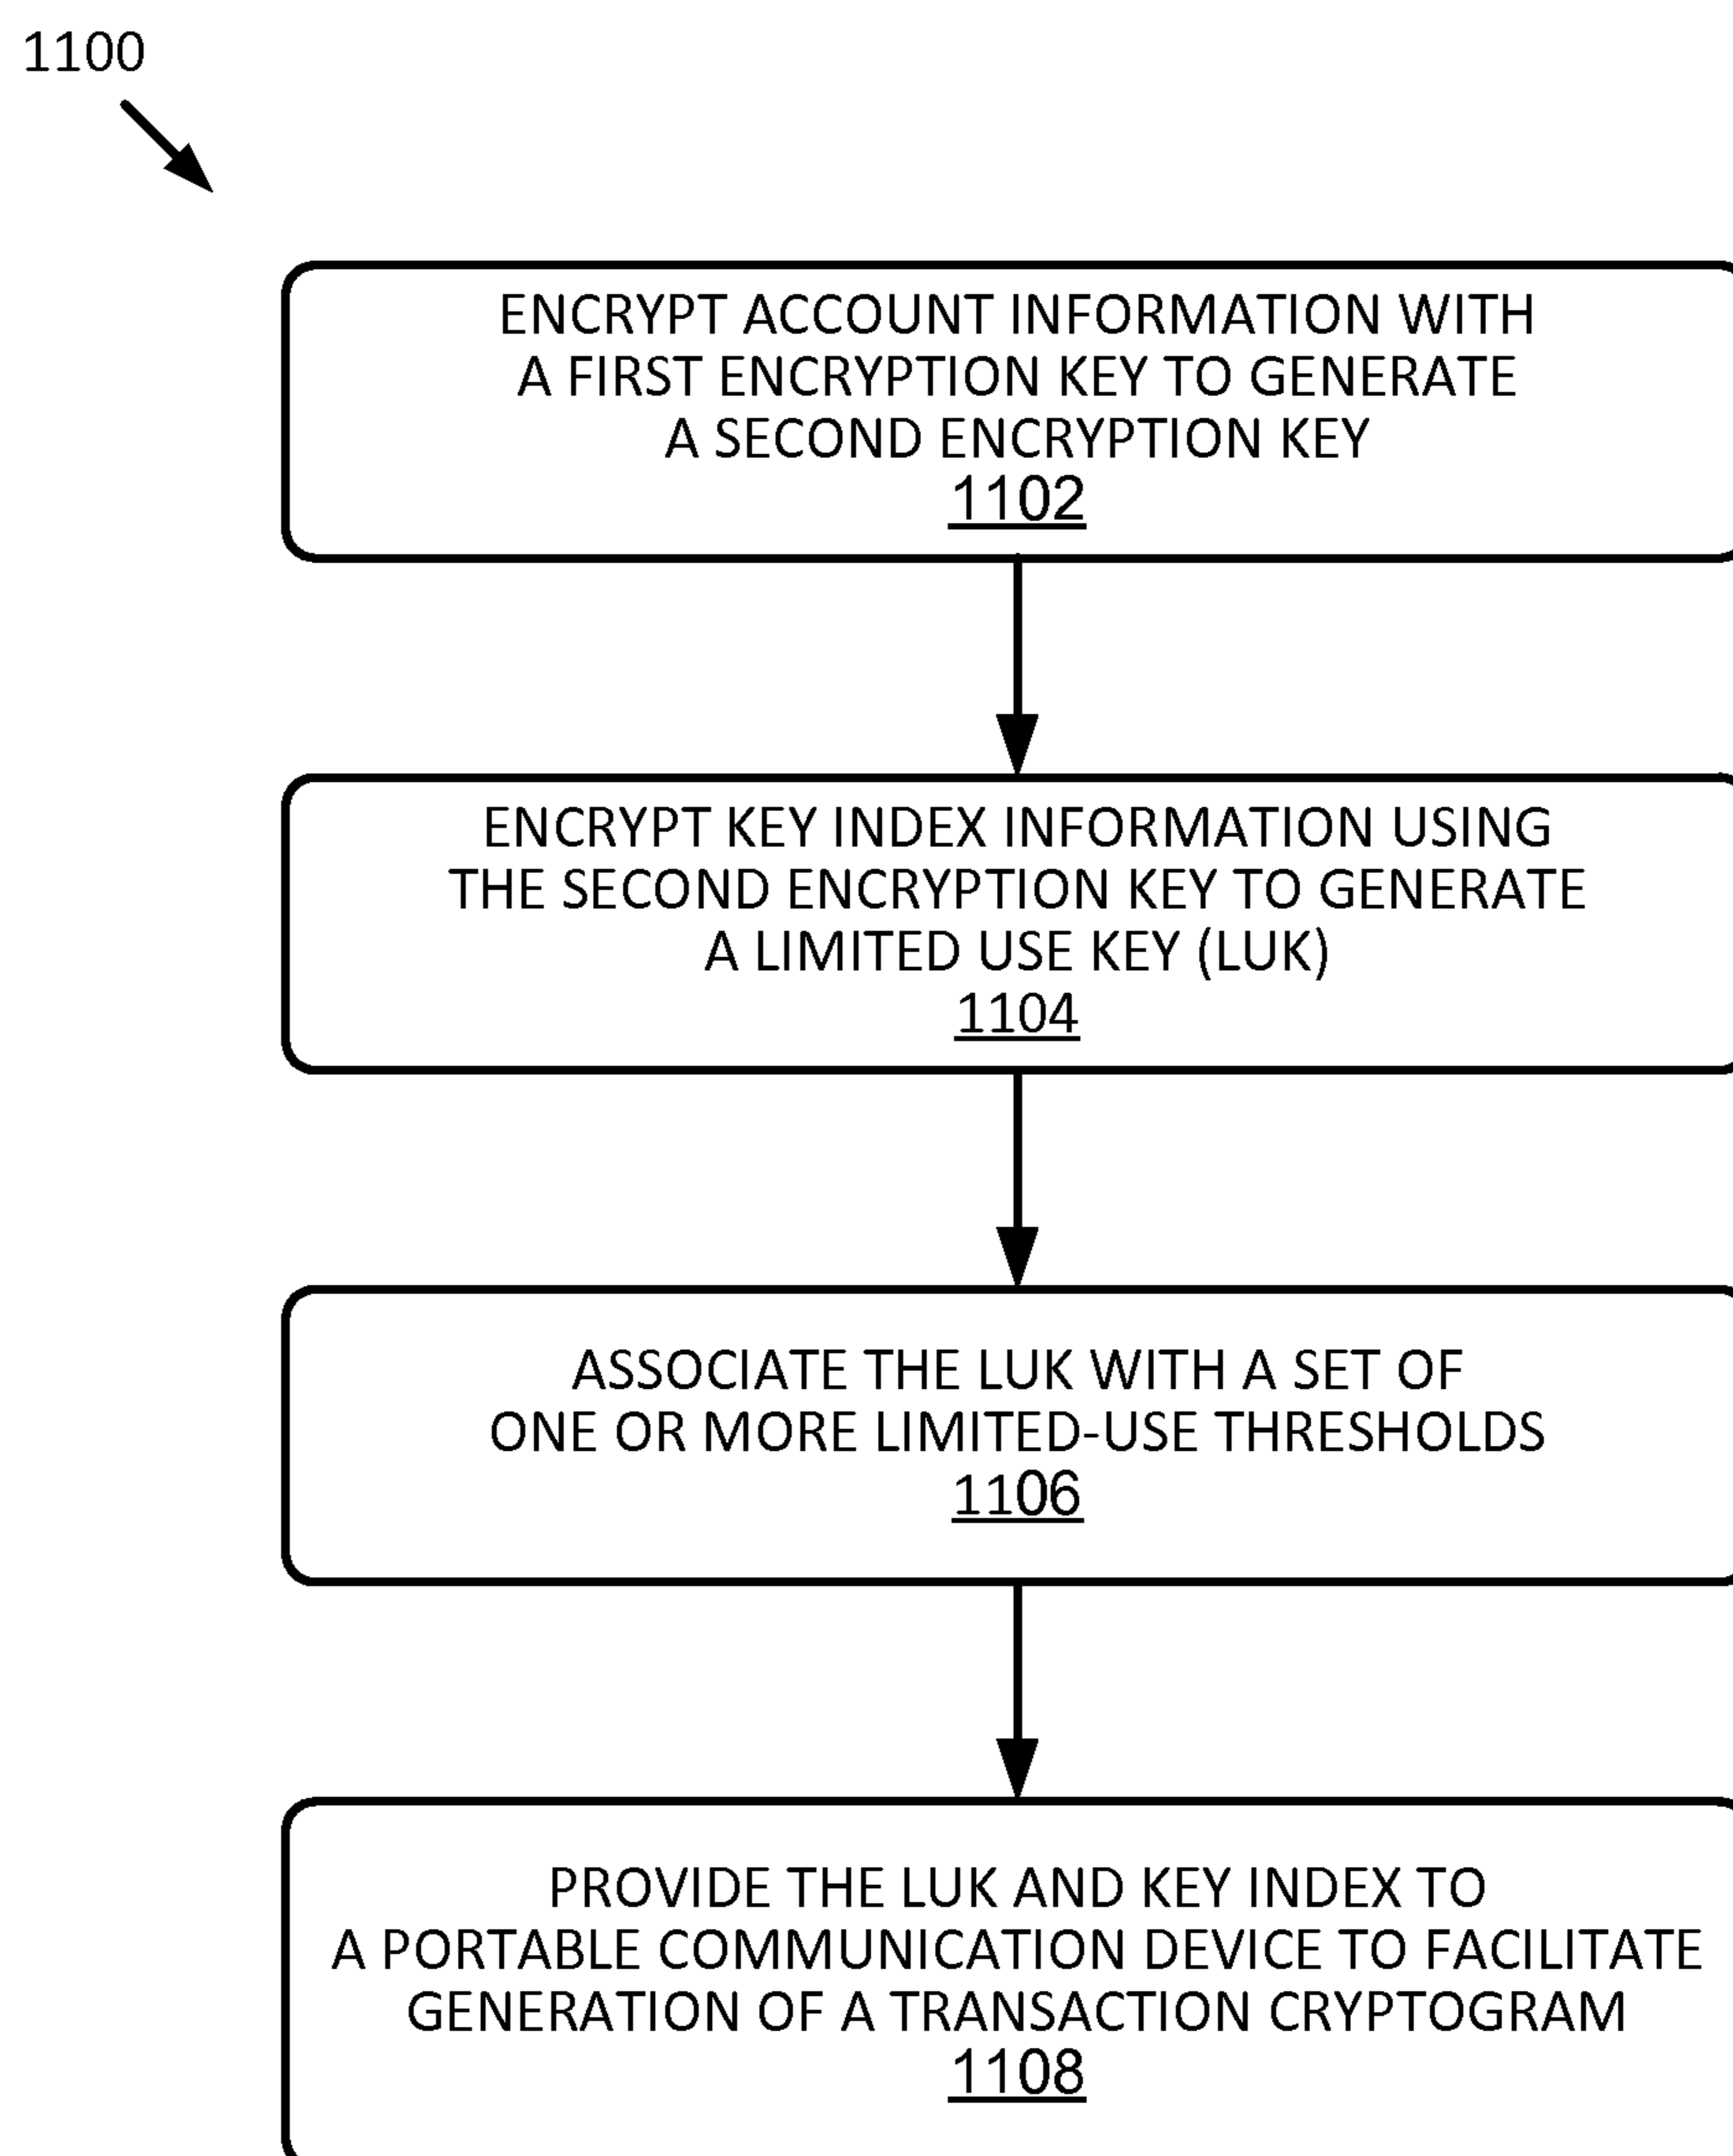 1100
ENCRYPT ACCOUNT INFORMATION WITH
A FIRST ENCRYPTION KEY TO GENERATE
A SECOND ENCRYPTION KEY
1102
ENCRYPT KEY INDEX INFORMATION USING
THE SECOND ENCRYPTION KEY TO GENERATE
A LIMITED USE KEY (LUK)
1104
ASSOCIATE THE LUK WITH A SET OF
ONE OR MORE LIMITED-USE THRESHOLDS
1106
PROVIDE THE LUK AND KEY INDEX TO
A PORTABLE COMMUNICATION DEVICE TO FACILITATE
GENERATION OF A TRANSACTION CRYPTOGRAM
1108